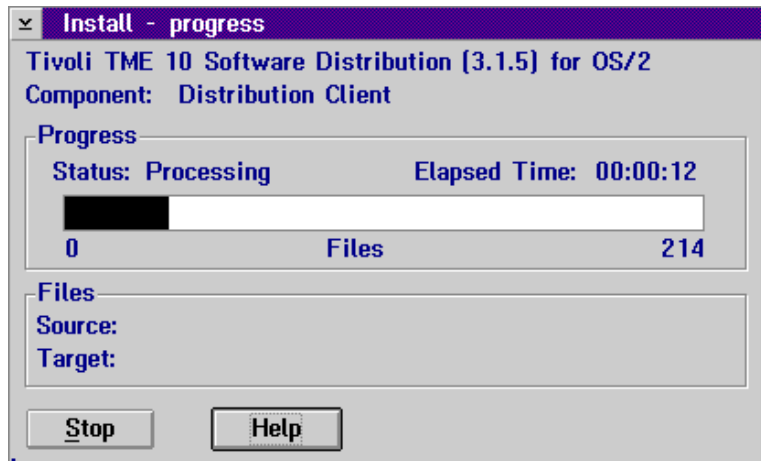 Install - progress
Tivoli TME 10 Software Distribution (3.1.5) for OS/2
Component: Distribution Client
Progress
Status: Processing Elapsed Time: 00:00:12
0 Files 214
Files
Source:
Target:
Stop Help